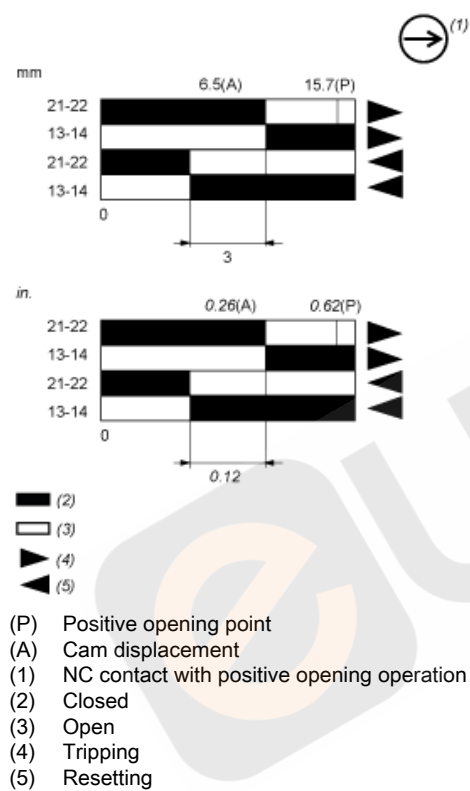 (1)
mm
6.5(A) 15.7(P)
21-22
13-14
21-22
13-14
0
3
in.
0.26(A) 0.62(P)
21-22
13-14
21-22
13-14
0
0.12
(2)
(3)
(4)
(5)
(P) Positive opening point
(A) Cam displacement
(1) NC contact with positive opening operation
(2) Closed
(3) Open
(4) Tripping
(5) Resetting